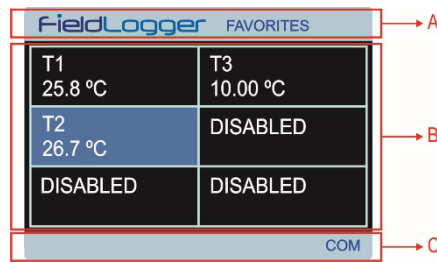 FieldLogger FAVORITES
A
T1
25.8 ºC
T3
10.00 ºC
B
T2
26.7 ºC
DISABLED
DISABLED
DISABLED
COM
C